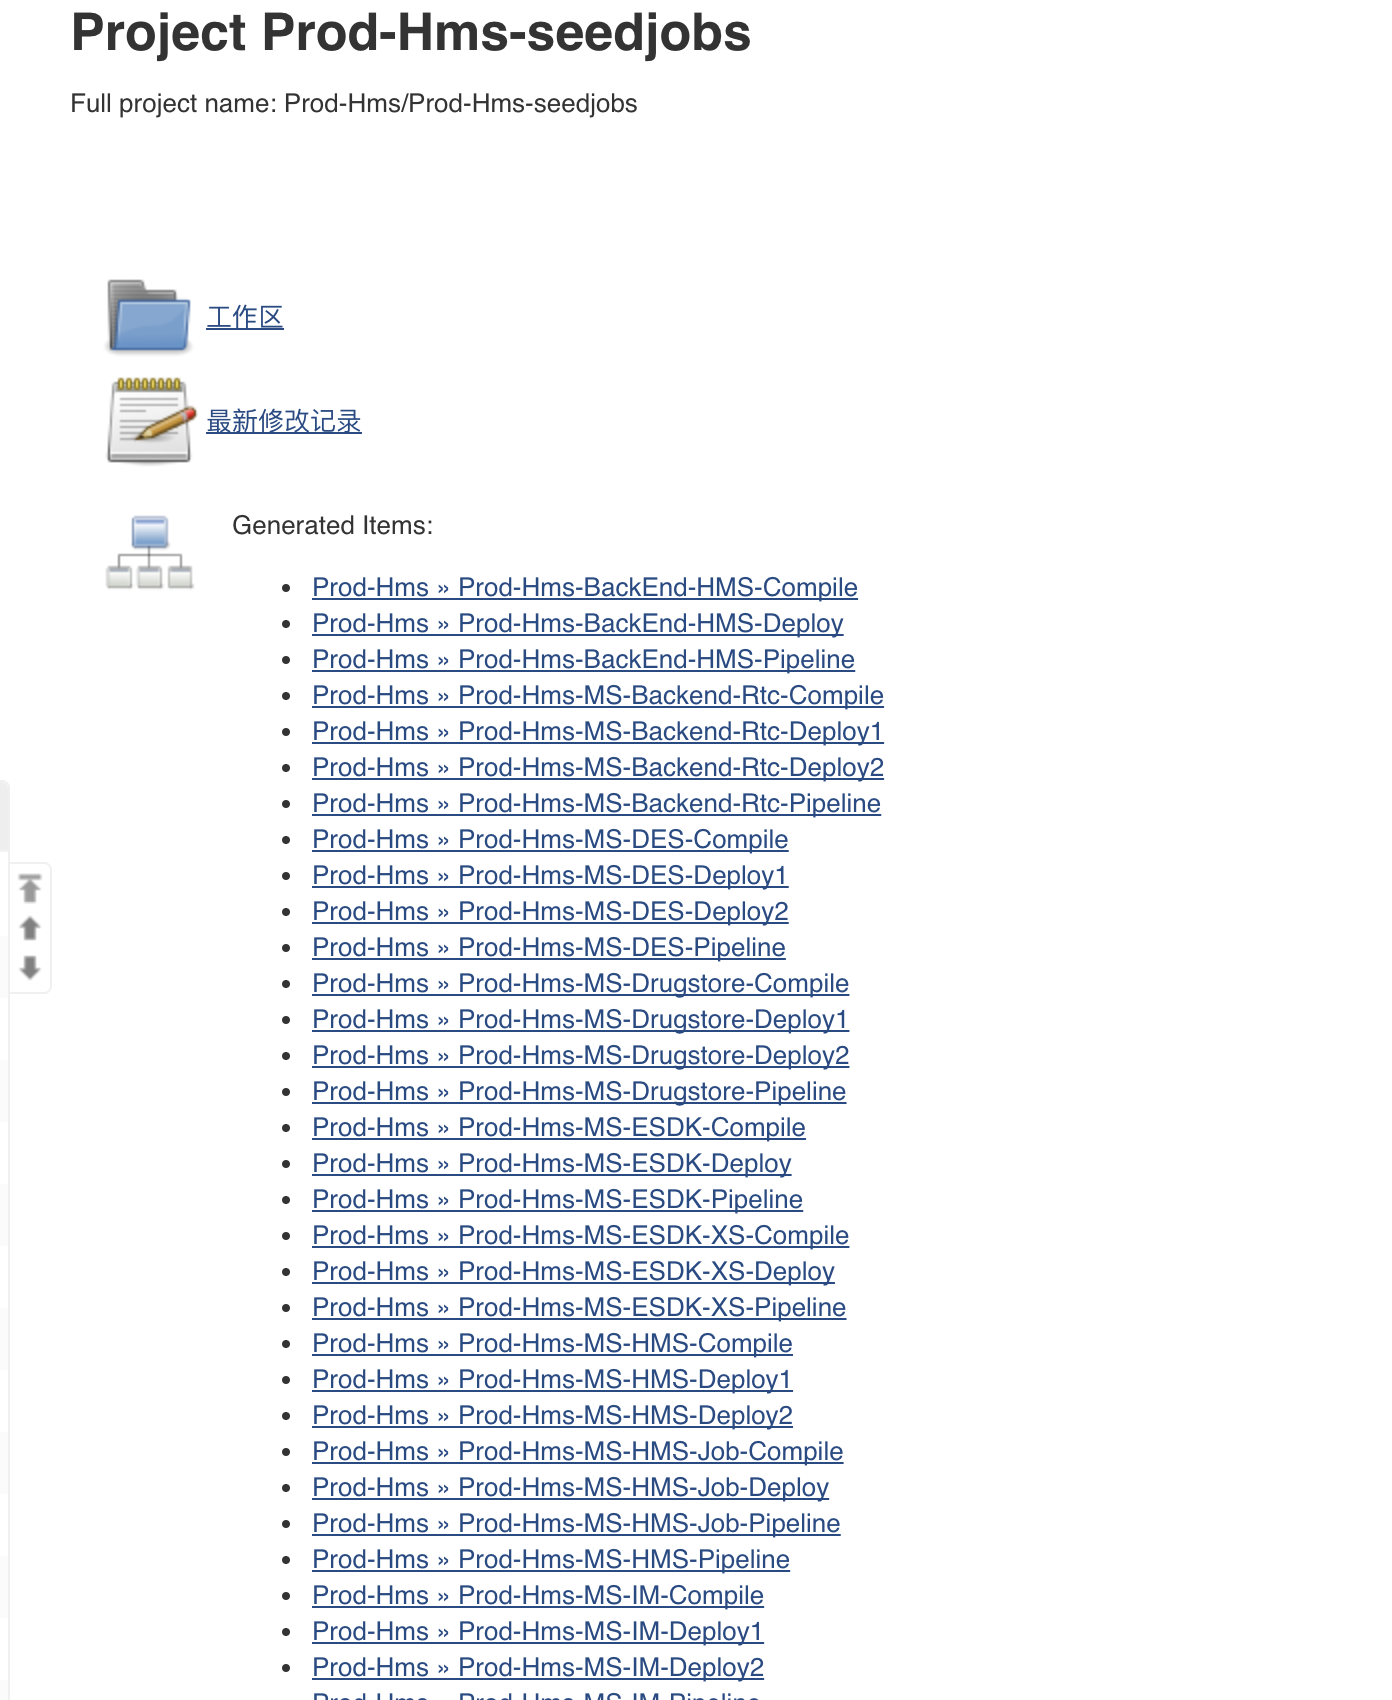 Project Prod-Hms-seedjobs
Full project name: Prod-Hms/Prod-Hms-seedjobs
工作区
最新修改记录
Generated Items:
Prod-Hms » Prod-Hms-BackEnd-HMS-Compile
Prod-Hms » Prod-Hms-BackEnd-HMS-Deploy
Prod-Hms » Prod-Hms-BackEnd-HMS-Pipeline
Prod-Hms » Prod-Hms-MS-Backend-Rtc-Compile
Prod-Hms » Prod-Hms-MS-Backend-Rtc-Deploy1
Prod-Hms » Prod-Hms-MS-Backend-Rtc-Deploy2
Prod-Hms » Prod-Hms-MS-Backend-Rtc-Pipeline
Prod-Hms » Prod-Hms-MS-DES-Compile
Prod-Hms » Prod-Hms-MS-DES-Deploy1
Prod-Hms » Prod-Hms-MS-DES-Deploy2
Prod-Hms » Prod-Hms-MS-DES-Pipeline
Prod-Hms » Prod-Hms-MS-Drugstore-Compile
Prod-Hms » Prod-Hms-MS-Drugstore-Deploy1
Prod-Hms » Prod-Hms-MS-Drugstore-Deploy2
Prod-Hms » Prod-Hms-MS-Drugstore-Pipeline
Prod-Hms » Prod-Hms-MS-ESDK-Compile
Prod-Hms » Prod-Hms-MS-ESDK-Deploy
Prod-Hms » Prod-Hms-MS-ESDK-Pipeline
Prod-Hms » Prod-Hms-MS-ESDK-XS-Compile
Prod-Hms » Prod-Hms-MS-ESDK-XS-Deploy
Prod-Hms » Prod-Hms-MS-ESDK-XS-Pipeline
Prod-Hms » Prod-Hms-MS-HMS-Compile
Prod-Hms » Prod-Hms-MS-HMS-Deploy1
Prod-Hms » Prod-Hms-MS-HMS-Deploy2
Prod-Hms » Prod-Hms-MS-HMS-Job-Compile
Prod-Hms » Prod-Hms-MS-HMS-Job-Deploy
Prod-Hms » Prod-Hms-MS-HMS-Job-Pipeline
Prod-Hms » Prod-Hms-MS-HMS-Pipeline
Prod-Hms » Prod-Hms-MS-IM-Compile
Prod-Hms » Prod-Hms-MS-IM-Deploy1
Prod-Hms » Prod-Hms-MS-IM-Deploy2
Prod-Hms » Prod-Hms-MS-IM-Pipeline